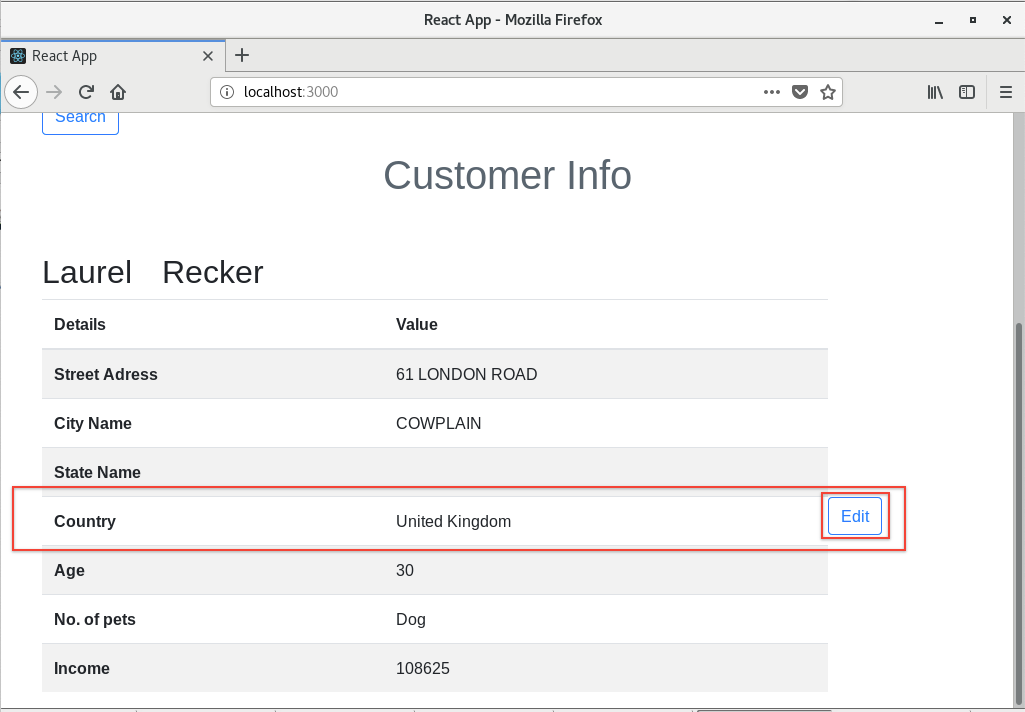 React App - Mozilla Firefox
React App
localhost:3000
Search
Customer Info
Laurel Recker
Details Value
Street Adress 61 LONDON ROAD
City Name COWPLAIN
State Name
Country United Kingdom Edit
Age 30
No. of pets Dog
Income 108625